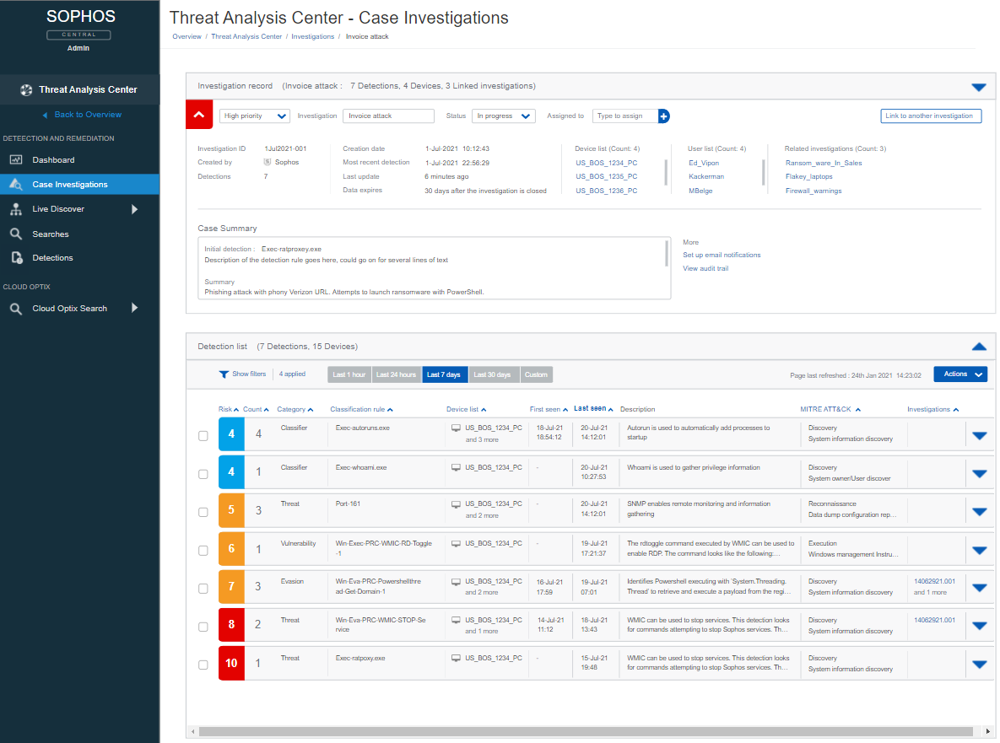 SOPHOS
CENTRAL
Admin
Threat Analysis Center
Back to Overview
DETEECTION AND REMEDIATION
Dashboard
Case Investigations
Live Discover
Searches
Detections
CLOUD OPTIX
Cloud Optix Search
Threat Analysis Center - Case Investigations
Overview / Threat Analysis Center / Investigations / Invoice attack
Investigation record (Invoice attack : 7 Detections, 4 Devices, 3 Linked investigations)
High priority Investigation Invoice attack Status In progress Assigned to Type to assign Link to another investigation
Investigation ID 1Jul2021-001
Created by Sophos
Detections 7
Creation date 1-Jul-2021 10:12:43
Most recent detection 1-Jul-2021 22:56:29
Last update 6 minutes ago
Data expires 30 days after the investigation is closed
Device list (Count: 4)
US_BOS_1234_PC
US_BOS_1235_PC
US_BOS_1236_PC
User list (Count: 4)
Ed_Vipon
Kackerman
MBelge
Related investigations (Count: 3)
Ransom_ware_In_Sales
Flakey_laptops
Firewall_warnings
Case Summary
Initial detection : Exec-ratproxey.exe
Description of the detection rule goes here, could go on for several lines of text
Summary
Phishing attack with phony Verizon URL. Attempts to launch ransomware with PowerShell.
More
Set up email notifications
View audit trail
Detection list (7 Detections, 15 Devices)
Show filters 4 applied Last 1 hour Last 24 hours Last 7 days Last 30 days Custom Page last refreshed : 24th Jan 2021 14:23:02 Actions
Risk Count Category Classification rule Device list First seen Last seen Description MITRE ATT&CK Investigations
4 4 Classifier Exec-autoruns.exe US_BOS_1234_PC 18-Jul-21 20-Jul-21 Autorun is used to automatically add processes to Discovery
and 3 more 18:54:12 14:12:01 startup System information discovery
4 1 Classifier Exec-whoami.exe US_BOS_1234_PC - 20-Jul-21 Whoami is used to gather privilege information Discovery
10:27:53 System owner/User discover
5 3 Threat Port-161 US_BOS_1234_PC - 20-Jul-21 SNMP enables remote monitoring and information Reconnaissance
and 2 more 14:12:01 gathering Data dump configuration rep...
6 1 Vulnerability Win-Exec-PRC-WMIC-RD-Toggle US_BOS_1234_PC - 19-Jul-21 The rdtoggle command executed by WMIC can be used to Execution
-1 17:21:37 enable RDP. The command looks like the following:... Windows management Instru...
7 3 Evasion Win-Eva-PRC-Powershellthre US_BOS_1234_PC 16-Jul-21 19-Jul-21 Identifies Powershell executing with `System.Threading. Discovery 14062921.001
ad-Get-Domain-1 and 2 more 17:59 07:01 Thread` to retrieve and execute a payload from the regi... System information discovery and 1 more
8 2 Threat Win-Eva-PRC-WMIC-STOP-Se US_BOS_1234_PC 14-Jul-21 18-Jul-21 WMIC can be used to stop services. This detection looks Discovery 14062921.001
rvice and 1 more 11:12 13:43 for commands attempting to stop Sophos services. Th... System information discovery
10 1 Threat Exec-ratpoxy.exe US_BOS_1234_PC - 15-Jul-21 WMIC can be used to stop services. This detection looks Discovery
19:48 for commands attempting to stop Sophos services. Th... System information discovery